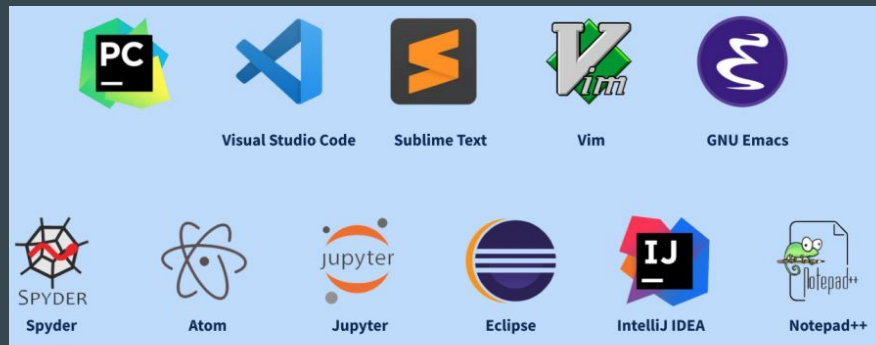 PC
Vim
Visual Studio Code
Sublime Text
Vim
GNU Emacs
SPYDER
jupyter
IJ
Notepad++
Spyder
Atom
Jupyter
Eclipse
IntelliJ IDEA
Notepad++